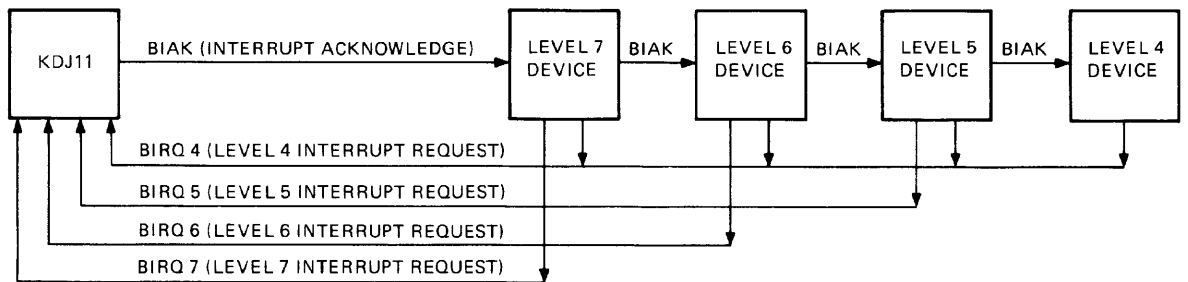 KDJ11
BIAK (INTERRUPT ACKNOWLEDGE)
LEVEL 7
DEVICE
BIAK
LEVEL 6
DEVICE
BIAK
LEVEL 5
DEVICE
BIAK
LEVEL 4
DEVICE
BIRQ 4 (LEVEL 4 INTERRUPT REQUEST)
BIRQ 5 (LEVEL 5 INTERRUPT REQUEST)
BIRQ 6 (LEVEL 6 INTERRUPT REQUEST)
BIRQ 7 (LEVEL 7 INTERRUPT REQUEST)